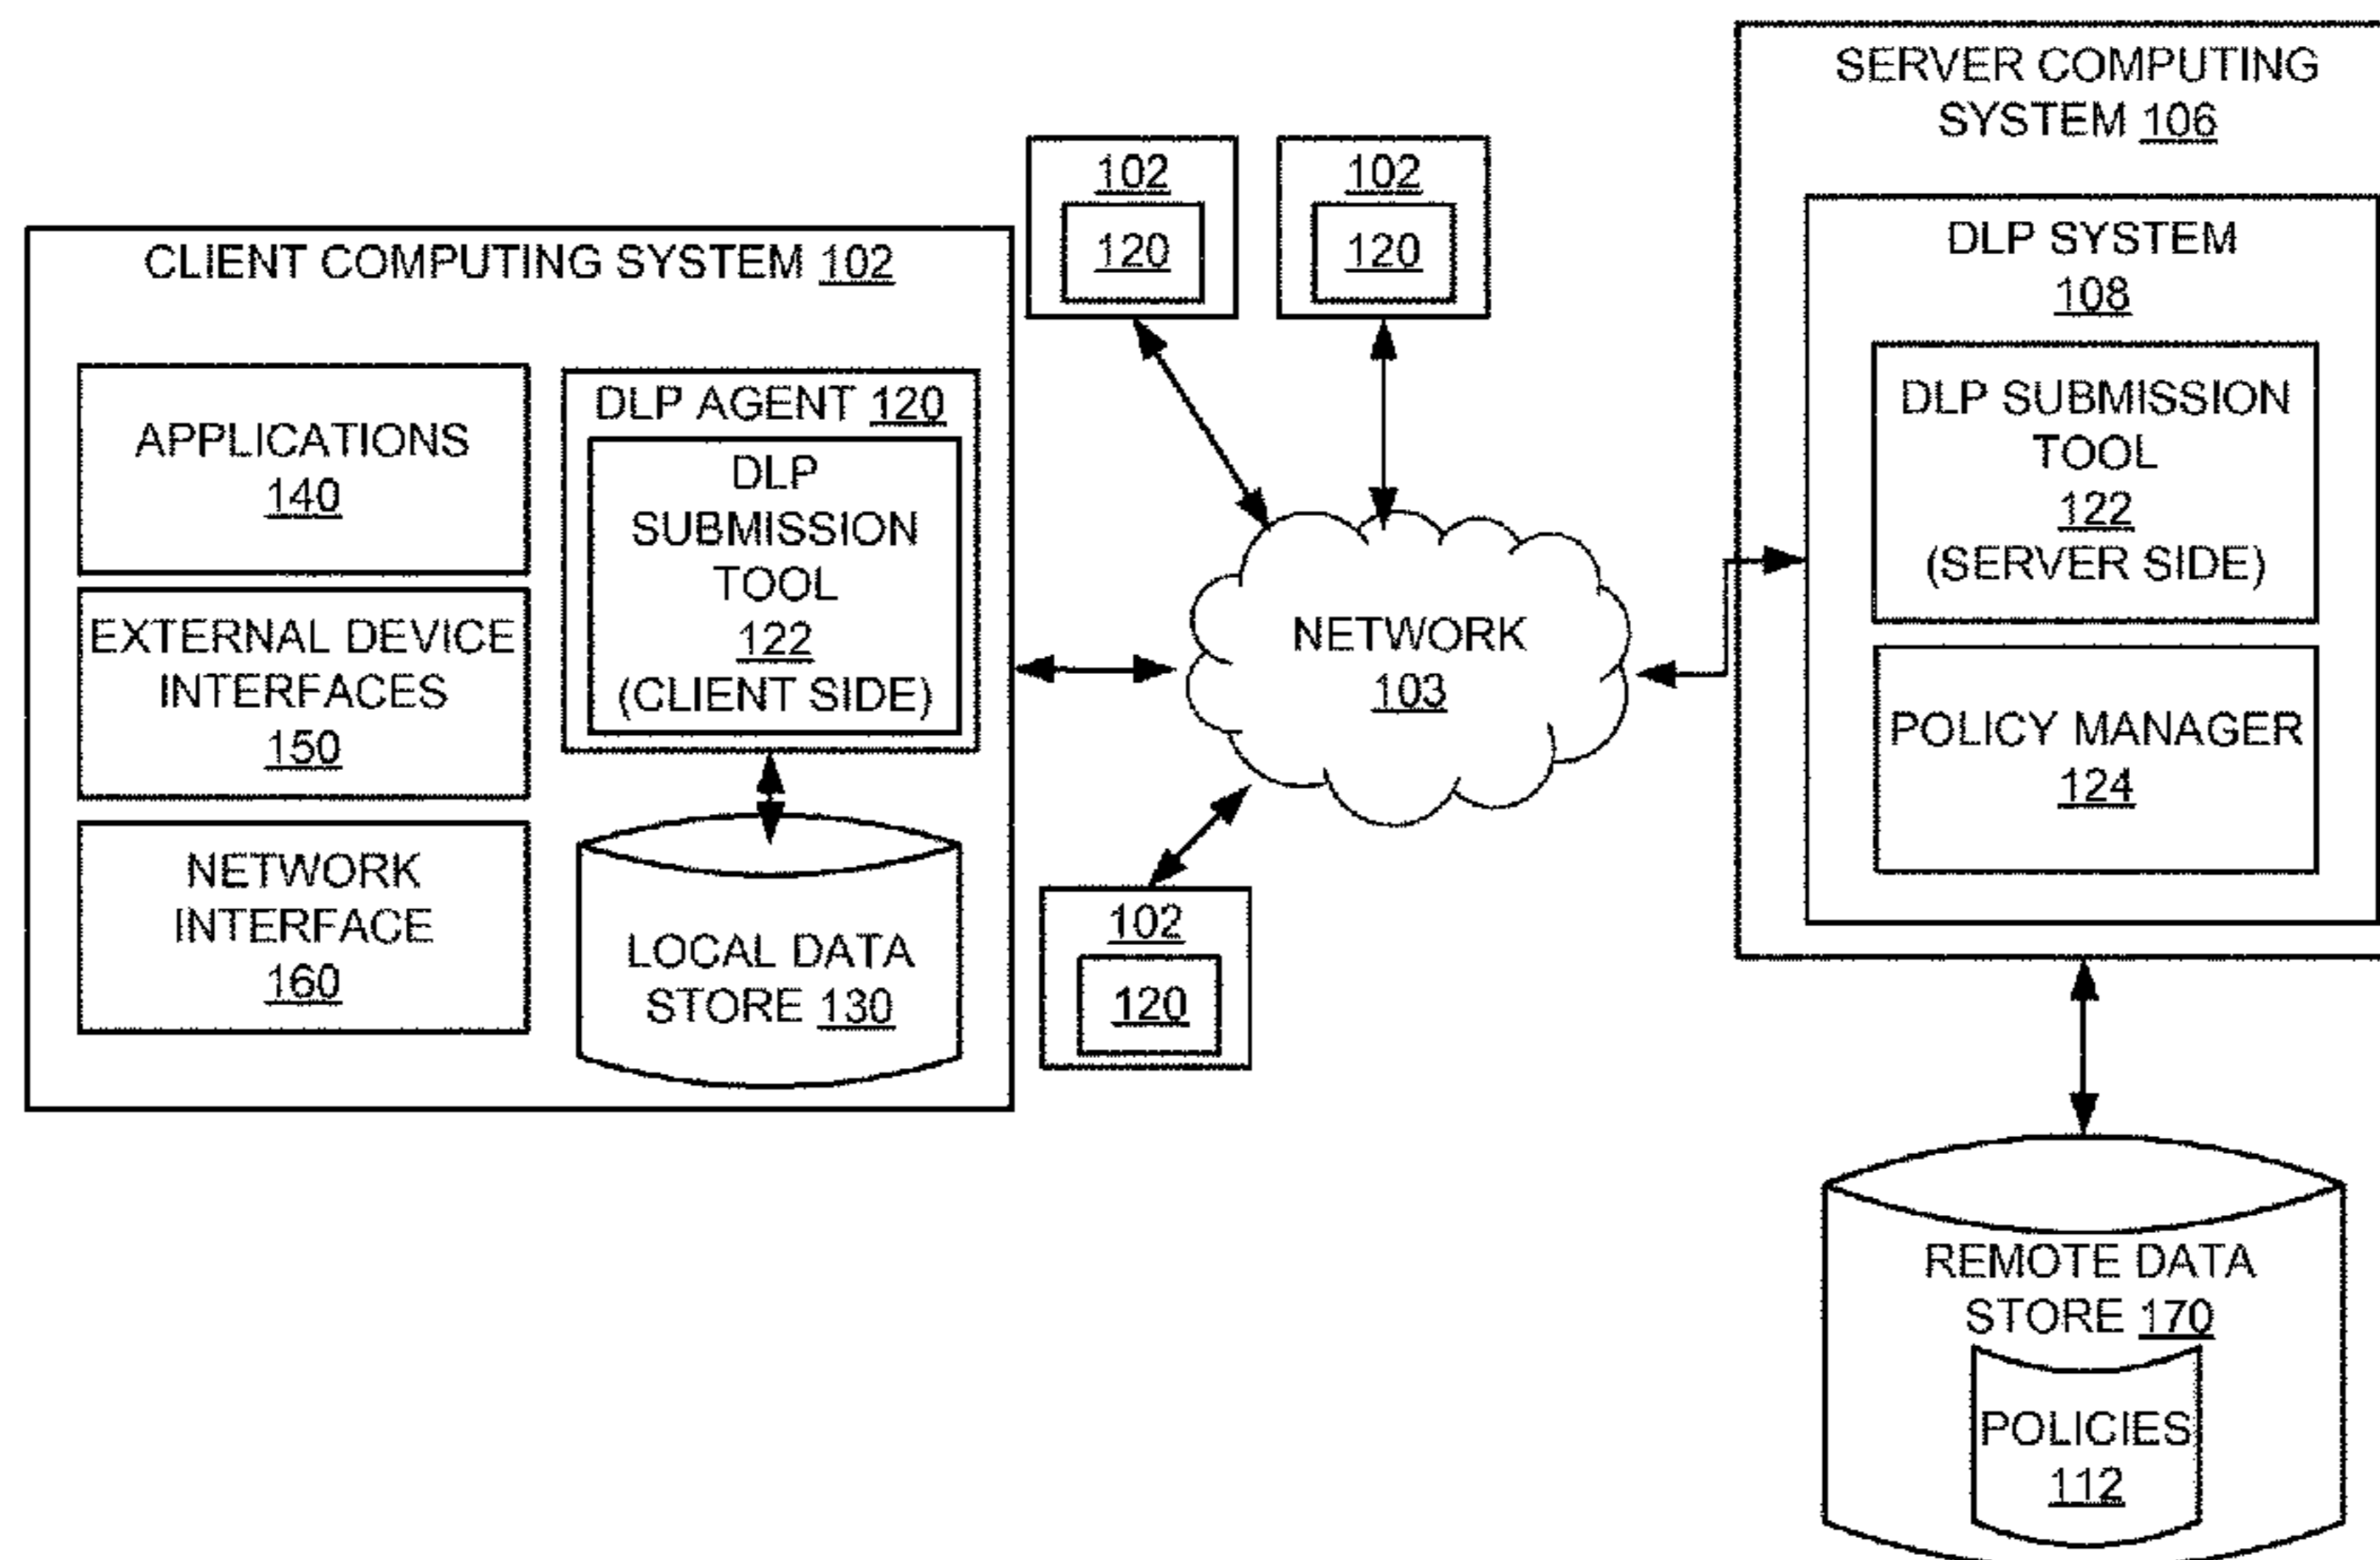 CLIENT COMPUTING SYSTEM 102
APPLICATIONS
140
EXTERNAL DEVICE
INTERFACES
150
NETWORK
INTERFACE
160
DLP AGENT 120
DLP
SUBMISSION
TOOL
122
(CLIENT SIDE)
LOCAL DATA
STORE 130
102
120
102
120
NETWORK
103
102
120
SERVER COMPUTING
SYSTEM 106
DLP SYSTEM
108
DLP SUBMISSION
TOOL
122
(SERVER SIDE)
POLICY MANAGER
124
REMOTE DATA
STORE 170
POLICIES
112